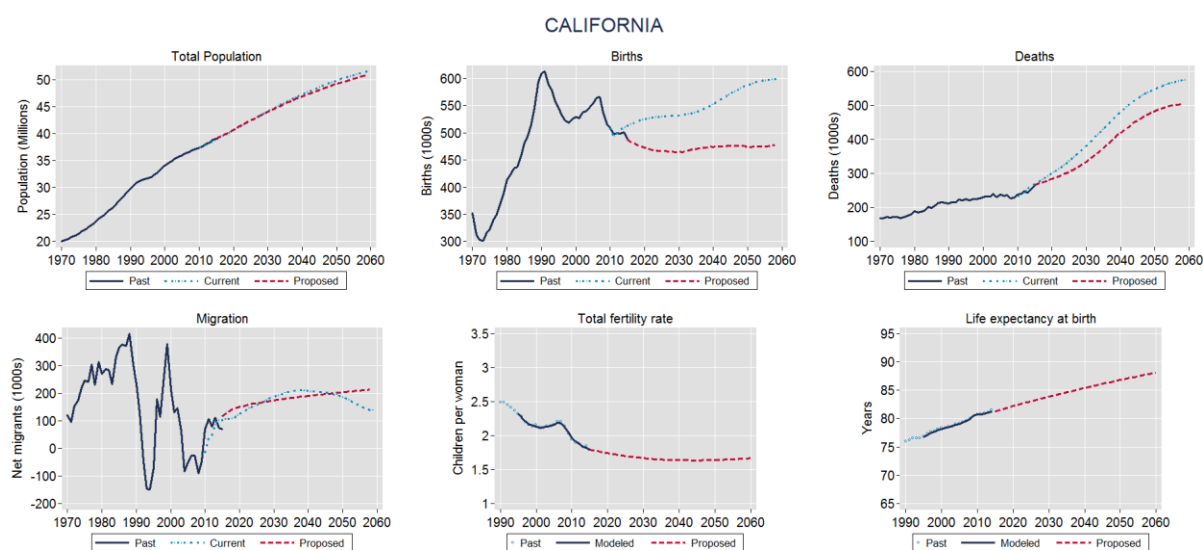 CALIFORNIA
Total Population
Population (Millions)
50
45
40
35
30
25
20
1970 1980 1990 2000 2010 2020 2030 2040 2050 2060
Past Current Proposed
Births
Births (1000s)
600
550
500
450
400
350
300
1970 1980 1990 2000 2010 2020 2030 2040 2050 2060
Past Current Proposed
Deaths
Deaths (1000s)
600
500
400
300
200
100
1970 1980 1990 2000 2010 2020 2030 2040 2050 2060
Past Current Proposed
Migration
Net migrants (1000s)
400
300
200
100
0
-100
-200
1970 1980 1990 2000 2010 2020 2030 2040 2050 2060
Past Current Proposed
Total fertility rate
Children per woman
3.5
3
2.5
2
1.5
1
1990 2000 2010 2020 2030 2040 2050 2060
Past Modeled Proposed
Life expectancy at birth
Years
95
90
85
80
75
70
65
1990 2000 2010 2020 2030 2040 2050 2060
Past Modeled Proposed